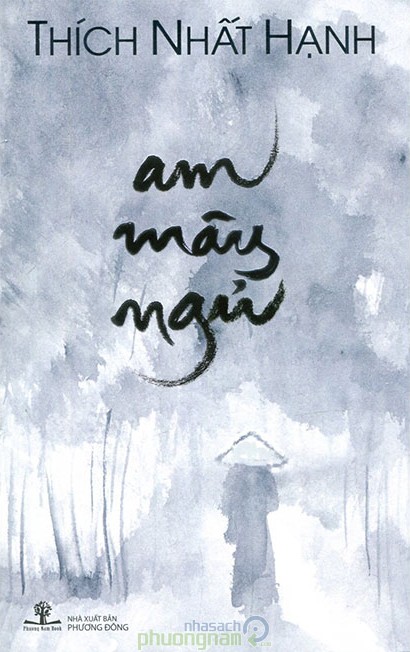 THÍCH NHẤT HẠNH
am
mây
ngủ
Phuong Nam Book
NHÀ XUẤT BẢN
PHƯƠNG ĐÔNG
nhasach
phuongnam